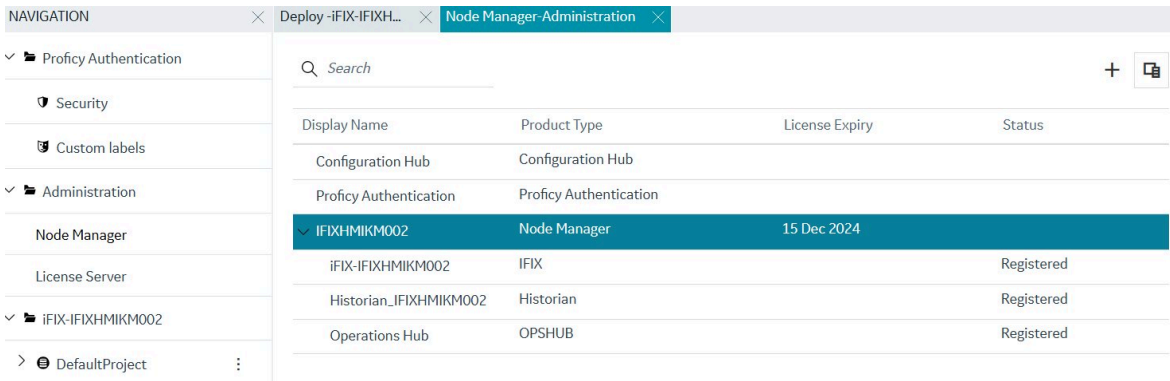 NAVIGATION
Deploy -iFIX-IFIXH...
Node Manager-Administration
Proficy Authentication
Security
Custom labels
Administration
Node Manager
License Server
iFIX-IFIXHMIKM002
DefaultProject
Search
Display Name Product Type License Expiry Status
Configuration Hub Configuration Hub
Proficy Authentication Proficy Authentication
IFIXHMIKM002 Node Manager 15 Dec 2024
iFIX-IFIXHMIKM002 IFIX Registered
Historian_IFIXHMIKM002 Historian Registered
Operations Hub OPSHUB Registered